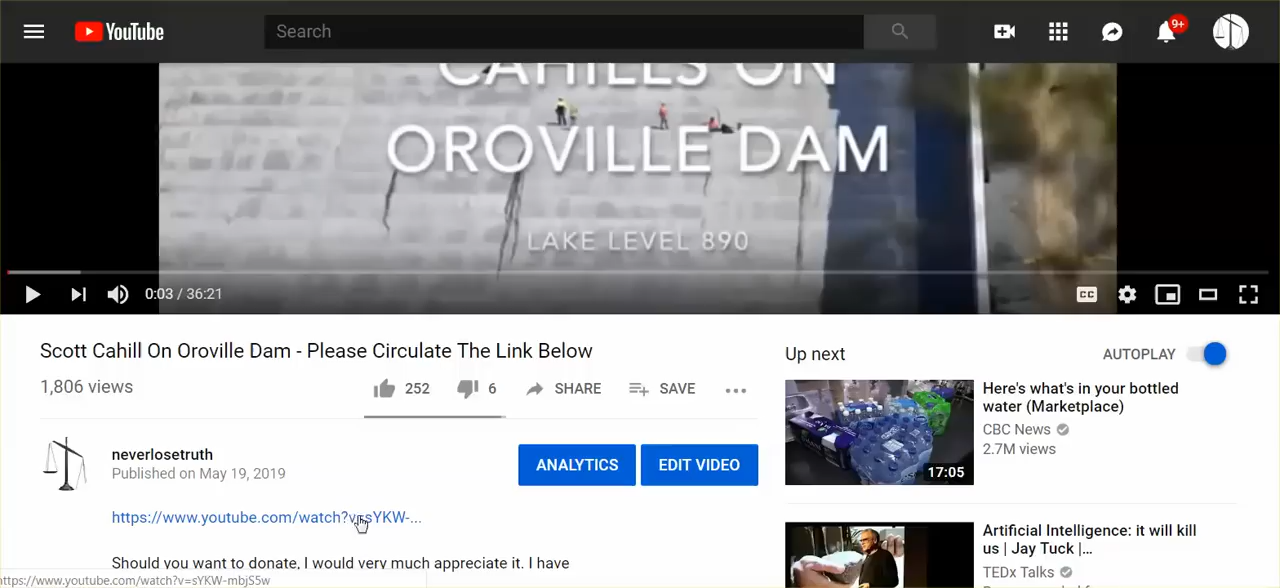 YouTube
Search
9+
CAHILLS ON
OROVILLE DAM
LAKE LEVEL 890
0:03 / 36:21
CC
Scott Cahill On Oroville Dam - Please Circulate The Link Below
1,806 views
252
6
SHARE
SAVE
...
neverlosetruth
Published on May 19, 2019
ANALYTICS
EDIT VIDEO
https://www.youtube.com/watch?v=sYKW-...
Should you want to donate, I would very much appreciate it. I have
https://www.youtube.com/watch?v=sYKW-mbjS5w
Up next
AUTOPLAY
Here's what's in your bottled
water (Marketplace)
CBC News
2.7M views
17:05
Artificial Intelligence: it will kill
us | Jay Tuck |...
TEDx Talks